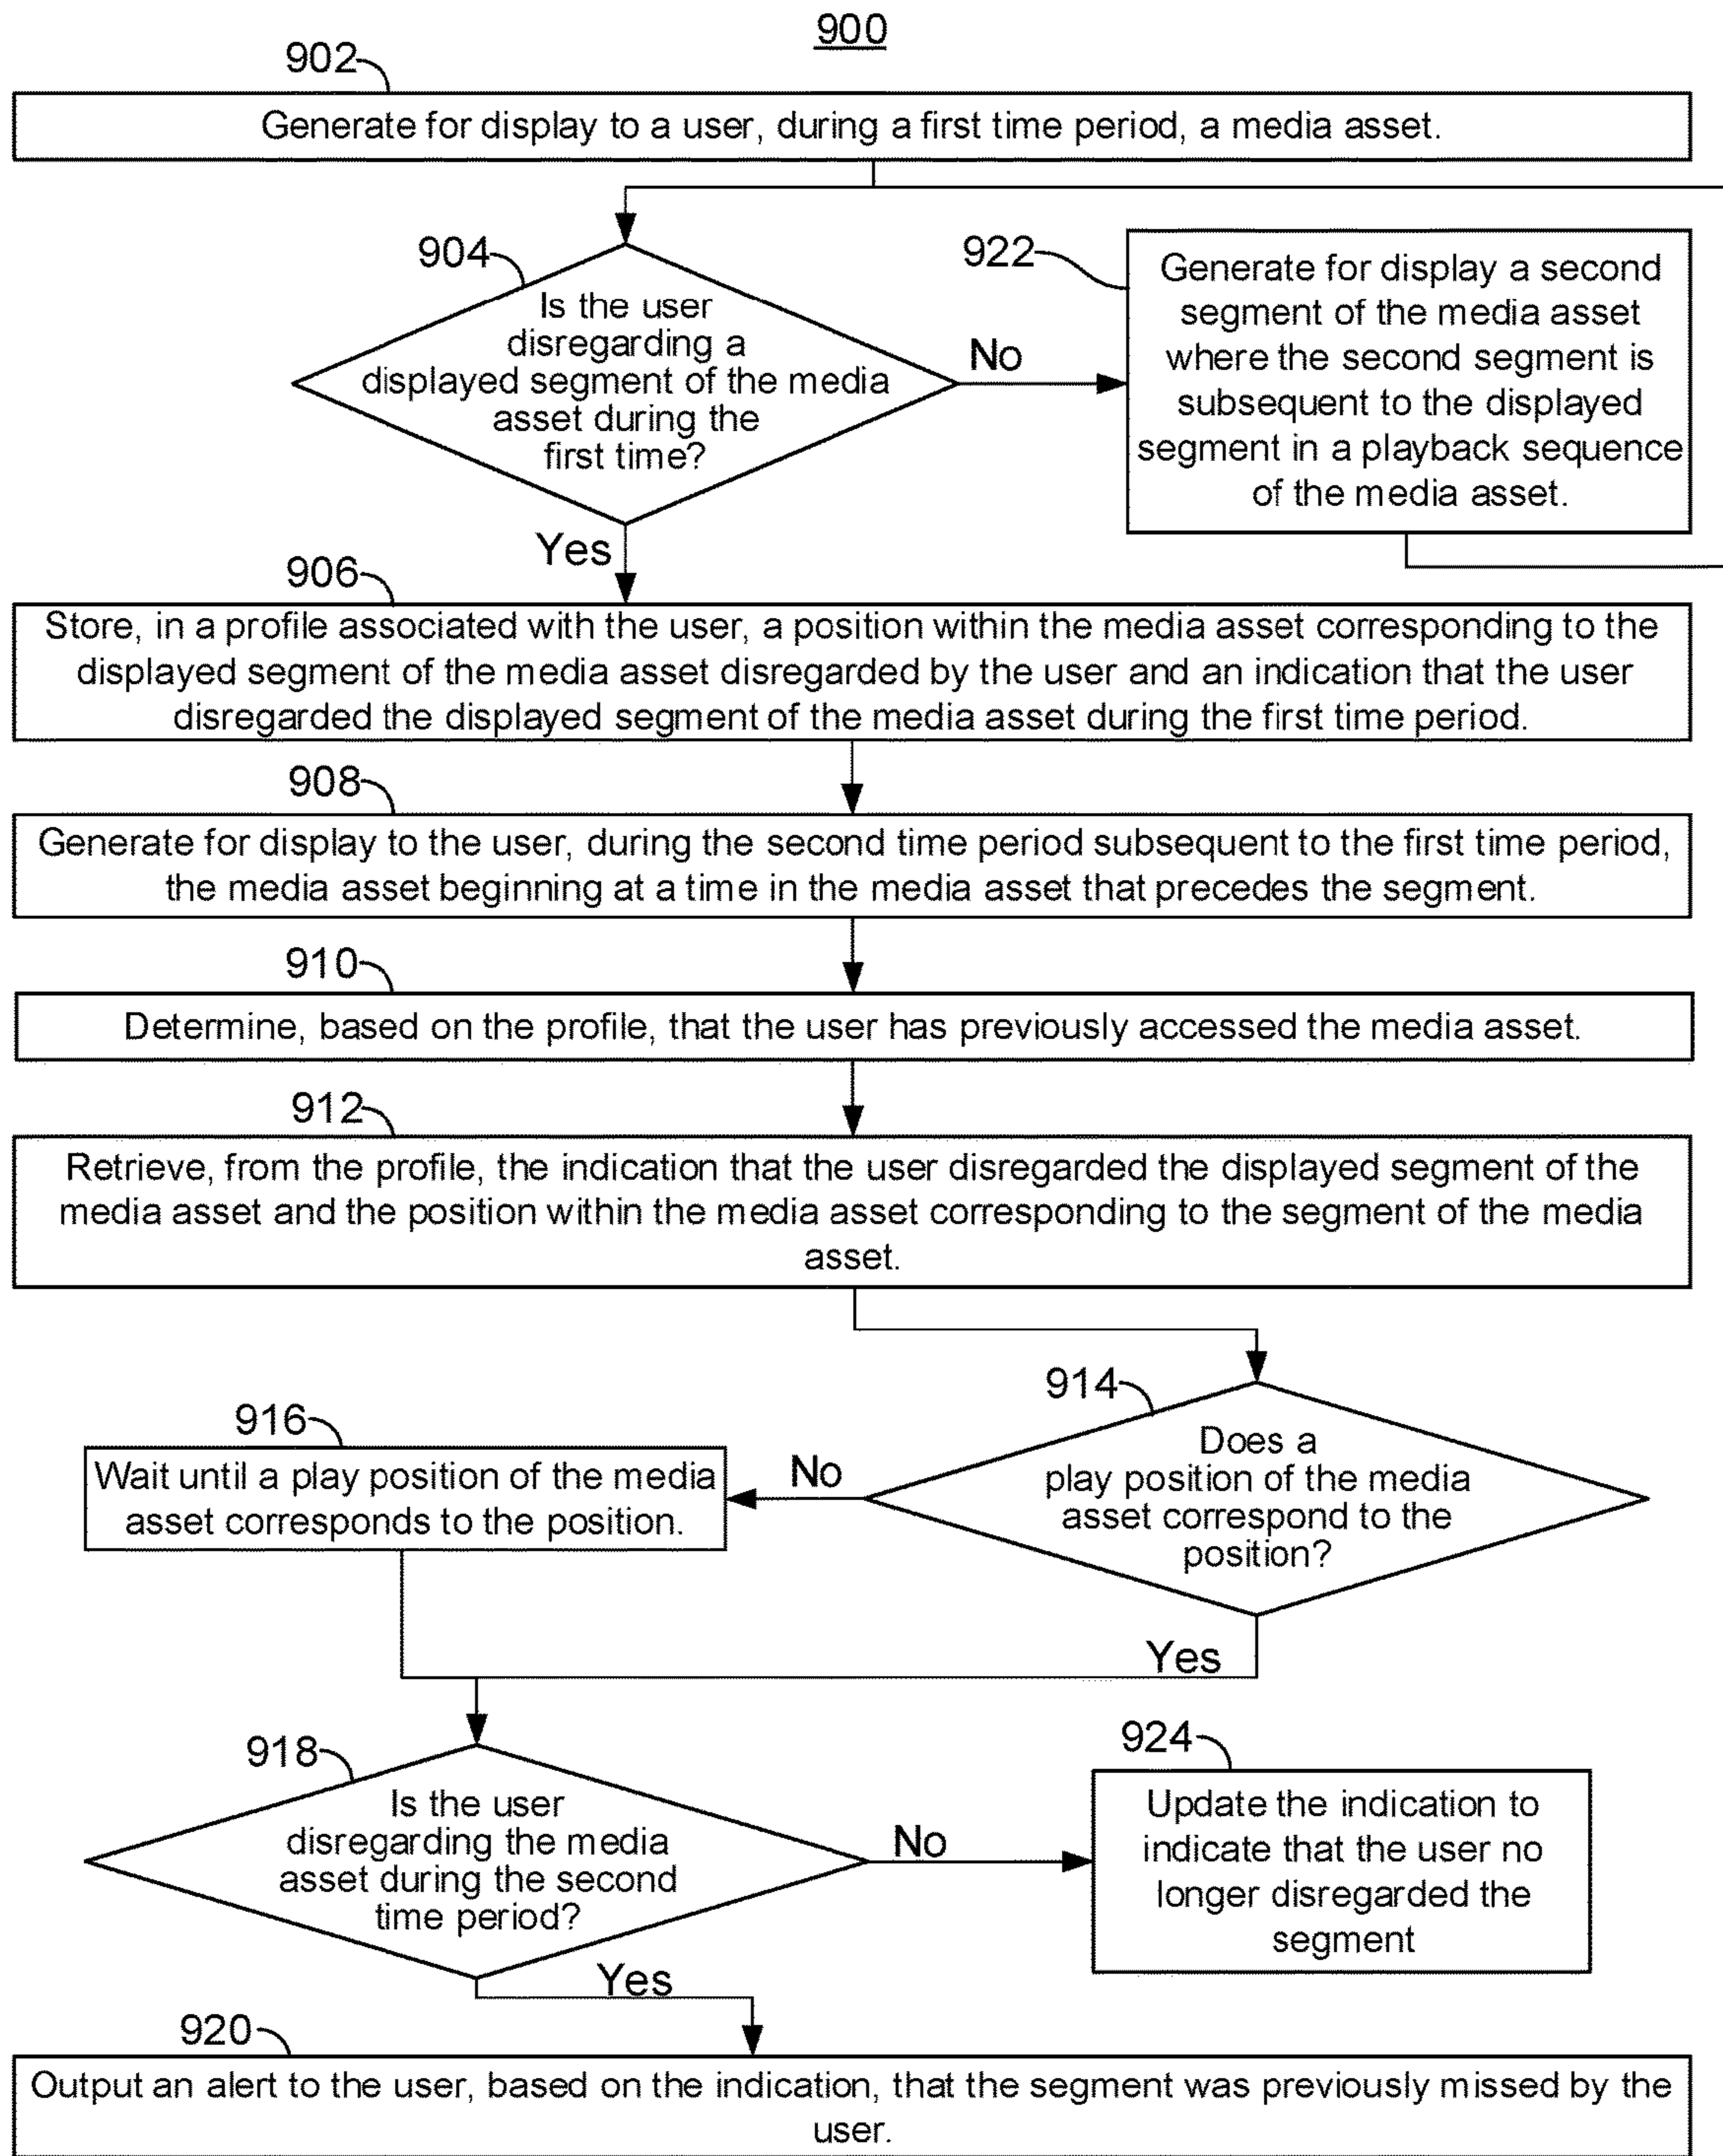 900
902
Generate for display to a user, during a first time period, a media asset.
904
Is the user
disregarding a
displayed segment of the media
asset during the
first time?
No
922
Generate for display a second
segment of the media asset
where the second segment is
subsequent to the displayed
segment in a playback sequence
of the media asset.
Yes
906
Store, in a profile associated with the user, a position within the media asset corresponding to the
displayed segment of the media asset disregarded by the user and an indication that the user
disregarded the displayed segment of the media asset during the first time period.
908
Generate for display to the user, during the second time period subsequent to the first time period,
the media asset beginning at a time in the media asset that precedes the segment.
910
Determine, based on the profile, that the user has previously accessed the media asset.
912
Retrieve, from the profile, the indication that the user disregarded the displayed segment of the
media asset and the position within the media asset corresponding to the segment of the media
asset.
914
Does a
play position of the media
asset correspond to the
position?
No
916
Wait until a play position of the media
asset corresponds to the position.
Yes
918
Is the user
disregarding the media
asset during the second
time period?
No
924
Update the indication to
indicate that the user no
longer disregarded the
segment
Yes
920
Output an alert to the user, based on the indication, that the segment was previously missed by the
user.